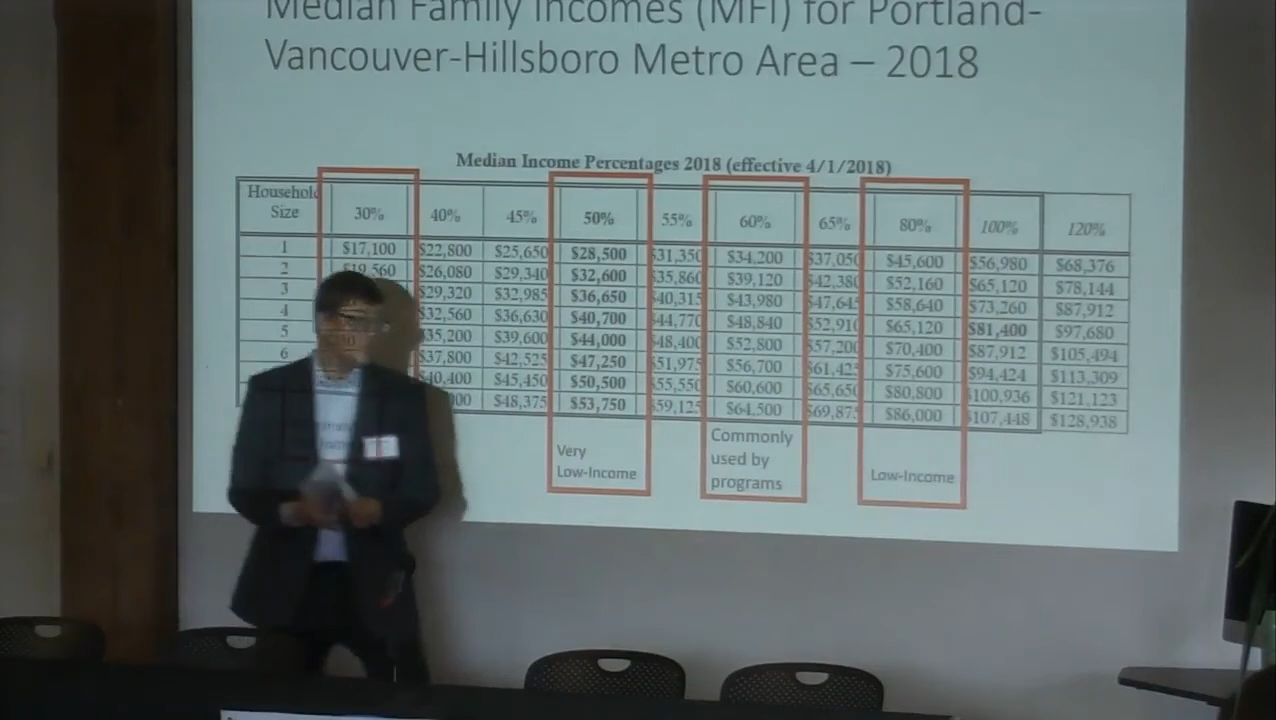 Median Family Incomes (MFI) for Portland-
Vancouver-Hillsboro Metro Area – 2018
Median Income Percentages 2018 (effective 4/1/2018)
Household Size 30% 40% 45% 50% 55% 60% 65% 80% 100% 120%
1 $17,100 $22,800 $25,650 $28,500 $31,350 $34,200 $37,050 $45,600 $56,980 $68,376
2 $19,560 $26,080 $29,340 $32,600 $35,860 $39,120 $42,380 $52,160 $65,120 $78,144
3 $29,320 $32,985 $36,650 $40,315 $43,980 $47,645 $58,640 $73,260 $87,912
4 $32,560 $36,630 $40,700 $44,770 $48,840 $52,910 $65,120 $81,400 $97,680
5 $35,200 $39,600 $44,000 $48,400 $52,800 $57,200 $70,400 $87,912 $105,494
6 $37,800 $42,525 $47,250 $51,975 $56,700 $61,425 $75,600 $94,424 $113,309
$40,400 $45,450 $50,500 $55,550 $60,600 $65,650 $80,800 $100,936 $121,123
$48,375 $53,750 $59,125 $64,500 $69,875 $86,000 $107,448 $128,938
Very
Low-Income
Commonly
used by
programs
Low-Income